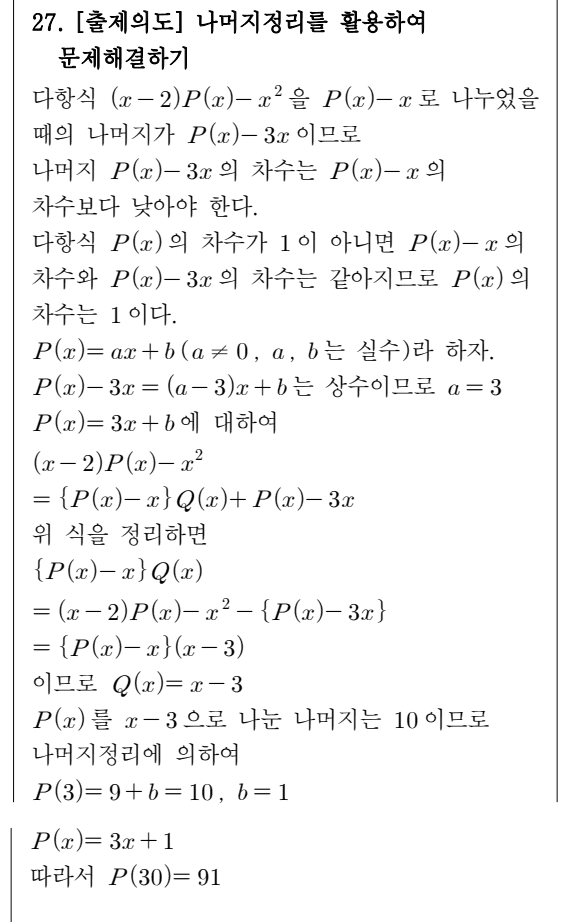 27. [출제의도] 나머지정리를 활용하여
문제해결하기
다항식 (x－2)P(x)－x² 을 P(x)－x 로 나누었을
때의 나머지가 P(x)－3x 이므로
나머지 P(x)－3x 의 차수는 P(x)－x 의
차수보다 낮아야 한다.
다항식 P(x) 의 차수가 1 이 아니면 P(x)－x 의
차수와 P(x)－3x 의 차수는 같아지므로 P(x) 의
차수는 1 이다.
P(x)= ax＋b (a ≠ 0, a, b 는 실수)라 하자.
P(x)－3x = (a－3)x＋b 는 상수이므로 a = 3
P(x)= 3x＋b 에 대하여
(x－2)P(x)－x²
= {P(x)－x}Q(x)＋P(x)－3x
위 식을 정리하면
{P(x)－x}Q(x)
= (x－2)P(x)－x²－{P(x)－3x}
= {P(x)－x}(x－3)
이므로 Q(x)= x－3
P(x) 를 x－3 으로 나눈 나머지는 10 이므로
나머지정리에 의하여
P(3)= 9＋b = 10, b = 1
P(x)= 3x＋1
따라서 P(30)= 91